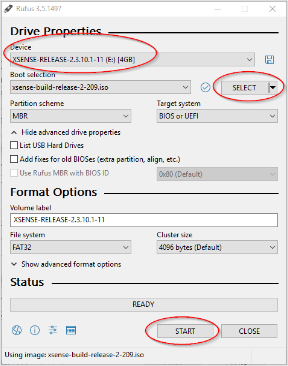 Rufus 3.5.1497
Drive Properties
Device
XSENSE-RELEASE-2.3.10.1-11 (E:) [4GB]
Boot selection
xsense-build-release-2-209.iso
SELECT
Partition scheme
Target system
MBR
BIOS or UEFI
Hide advanced drive properties
List USB Hard Drives
Add fixes for old BIOSes (extra partition, align, etc.)
Use Rufus MBR with BIOS ID
0x80 (Default)
Format Options
Volume label
XSENSE-RELEASE-2.3.10.1-11
File system
Cluster size
FAT32
4096 bytes (Default)
Show advanced format options
Status
READY
START
CLOSE
Using image: xsense-build-release-2-209.iso